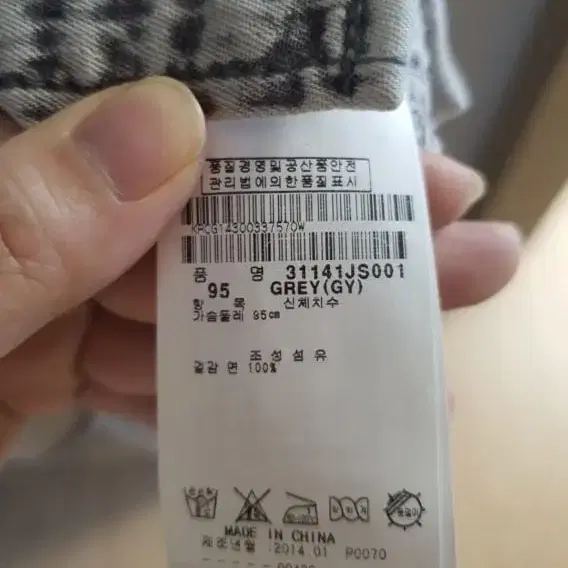 품질경영및공산품안전
관리법에의한품질표시
KPCG14300337570W
품 명 31141JS001
95 GREY(GY)
항 목 신체치수
가슴둘레 95cm
조성섬유
겉감 면 100%
MADE IN CHINA
제조년월 :2014.01 P0070